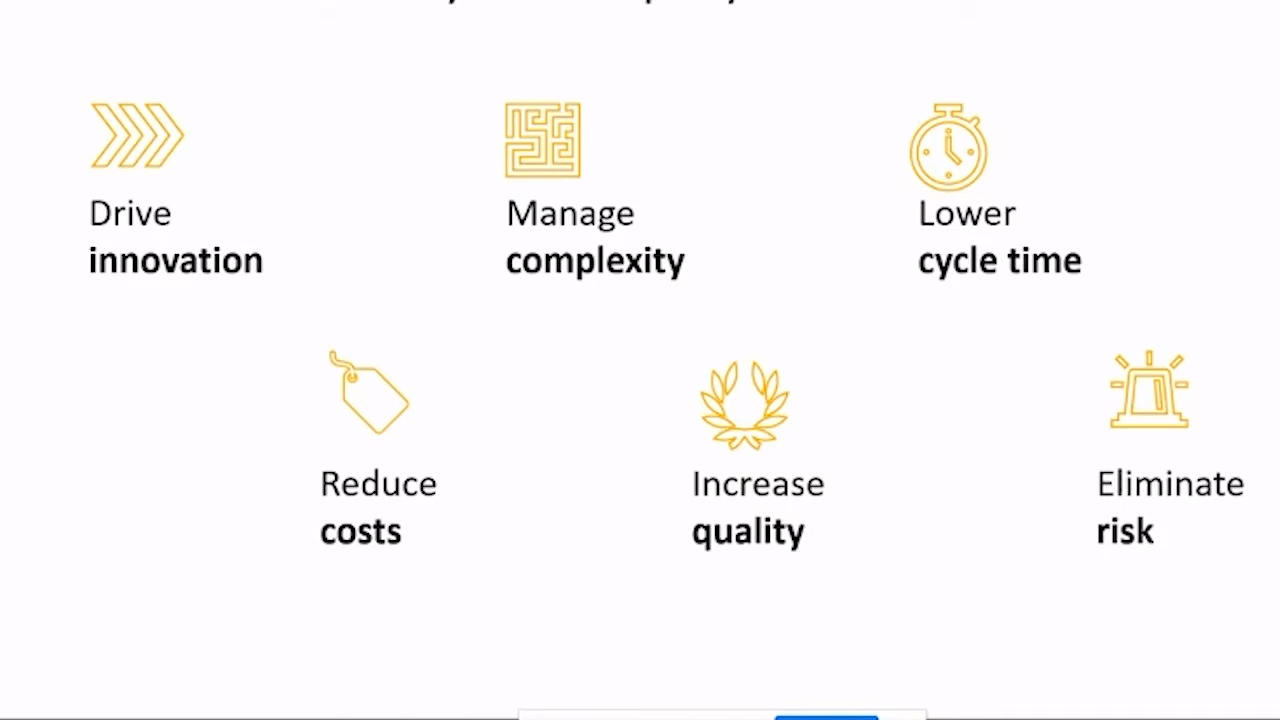 Drive
innovation
Manage
complexity
Lower
cycle time
Reduce
costs
Increase
quality
Eliminate
risk